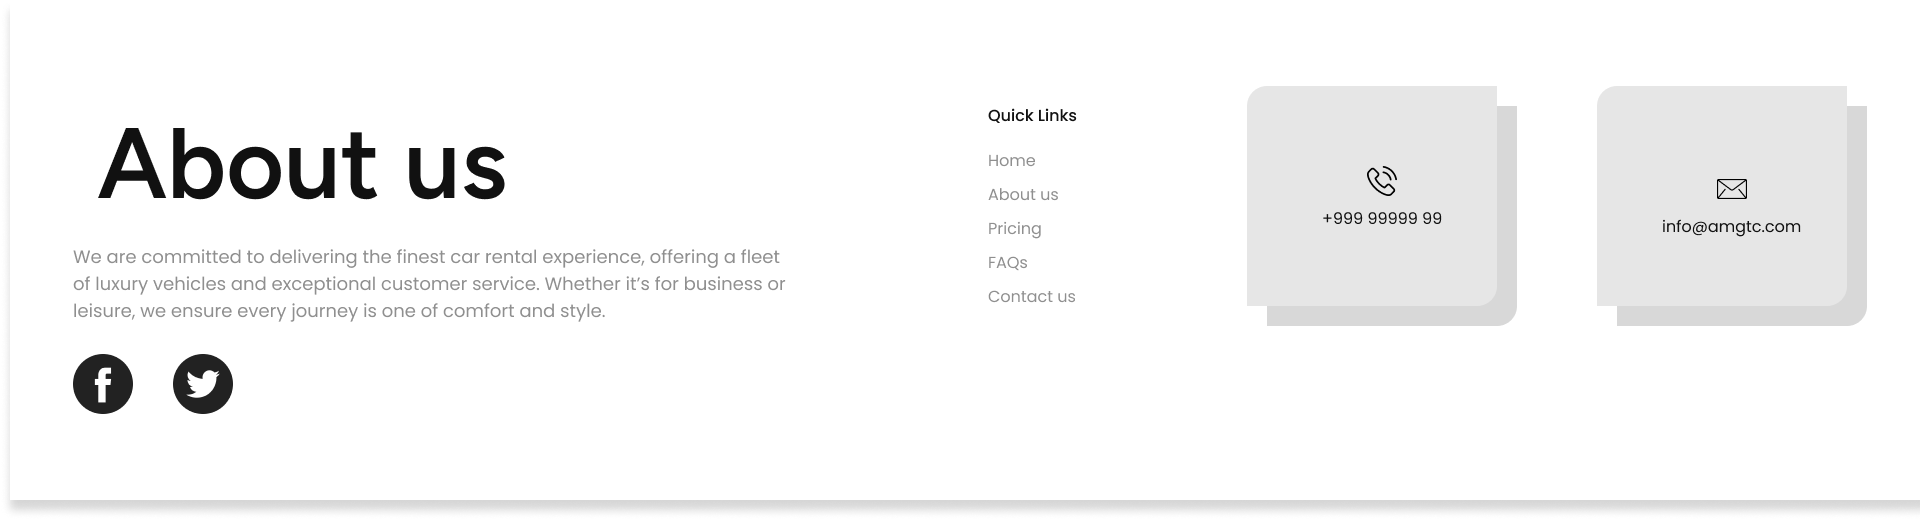 About us
We are committed to delivering the finest car rental experience, offering a fleet
of luxury vehicles and exceptional customer service. Whether it’s for business or
leisure, we ensure every journey is one of comfort and style.
Quick Links
Home
About us
Pricing
FAQs
Contact us
+999 99999 99
info@amgtc.com